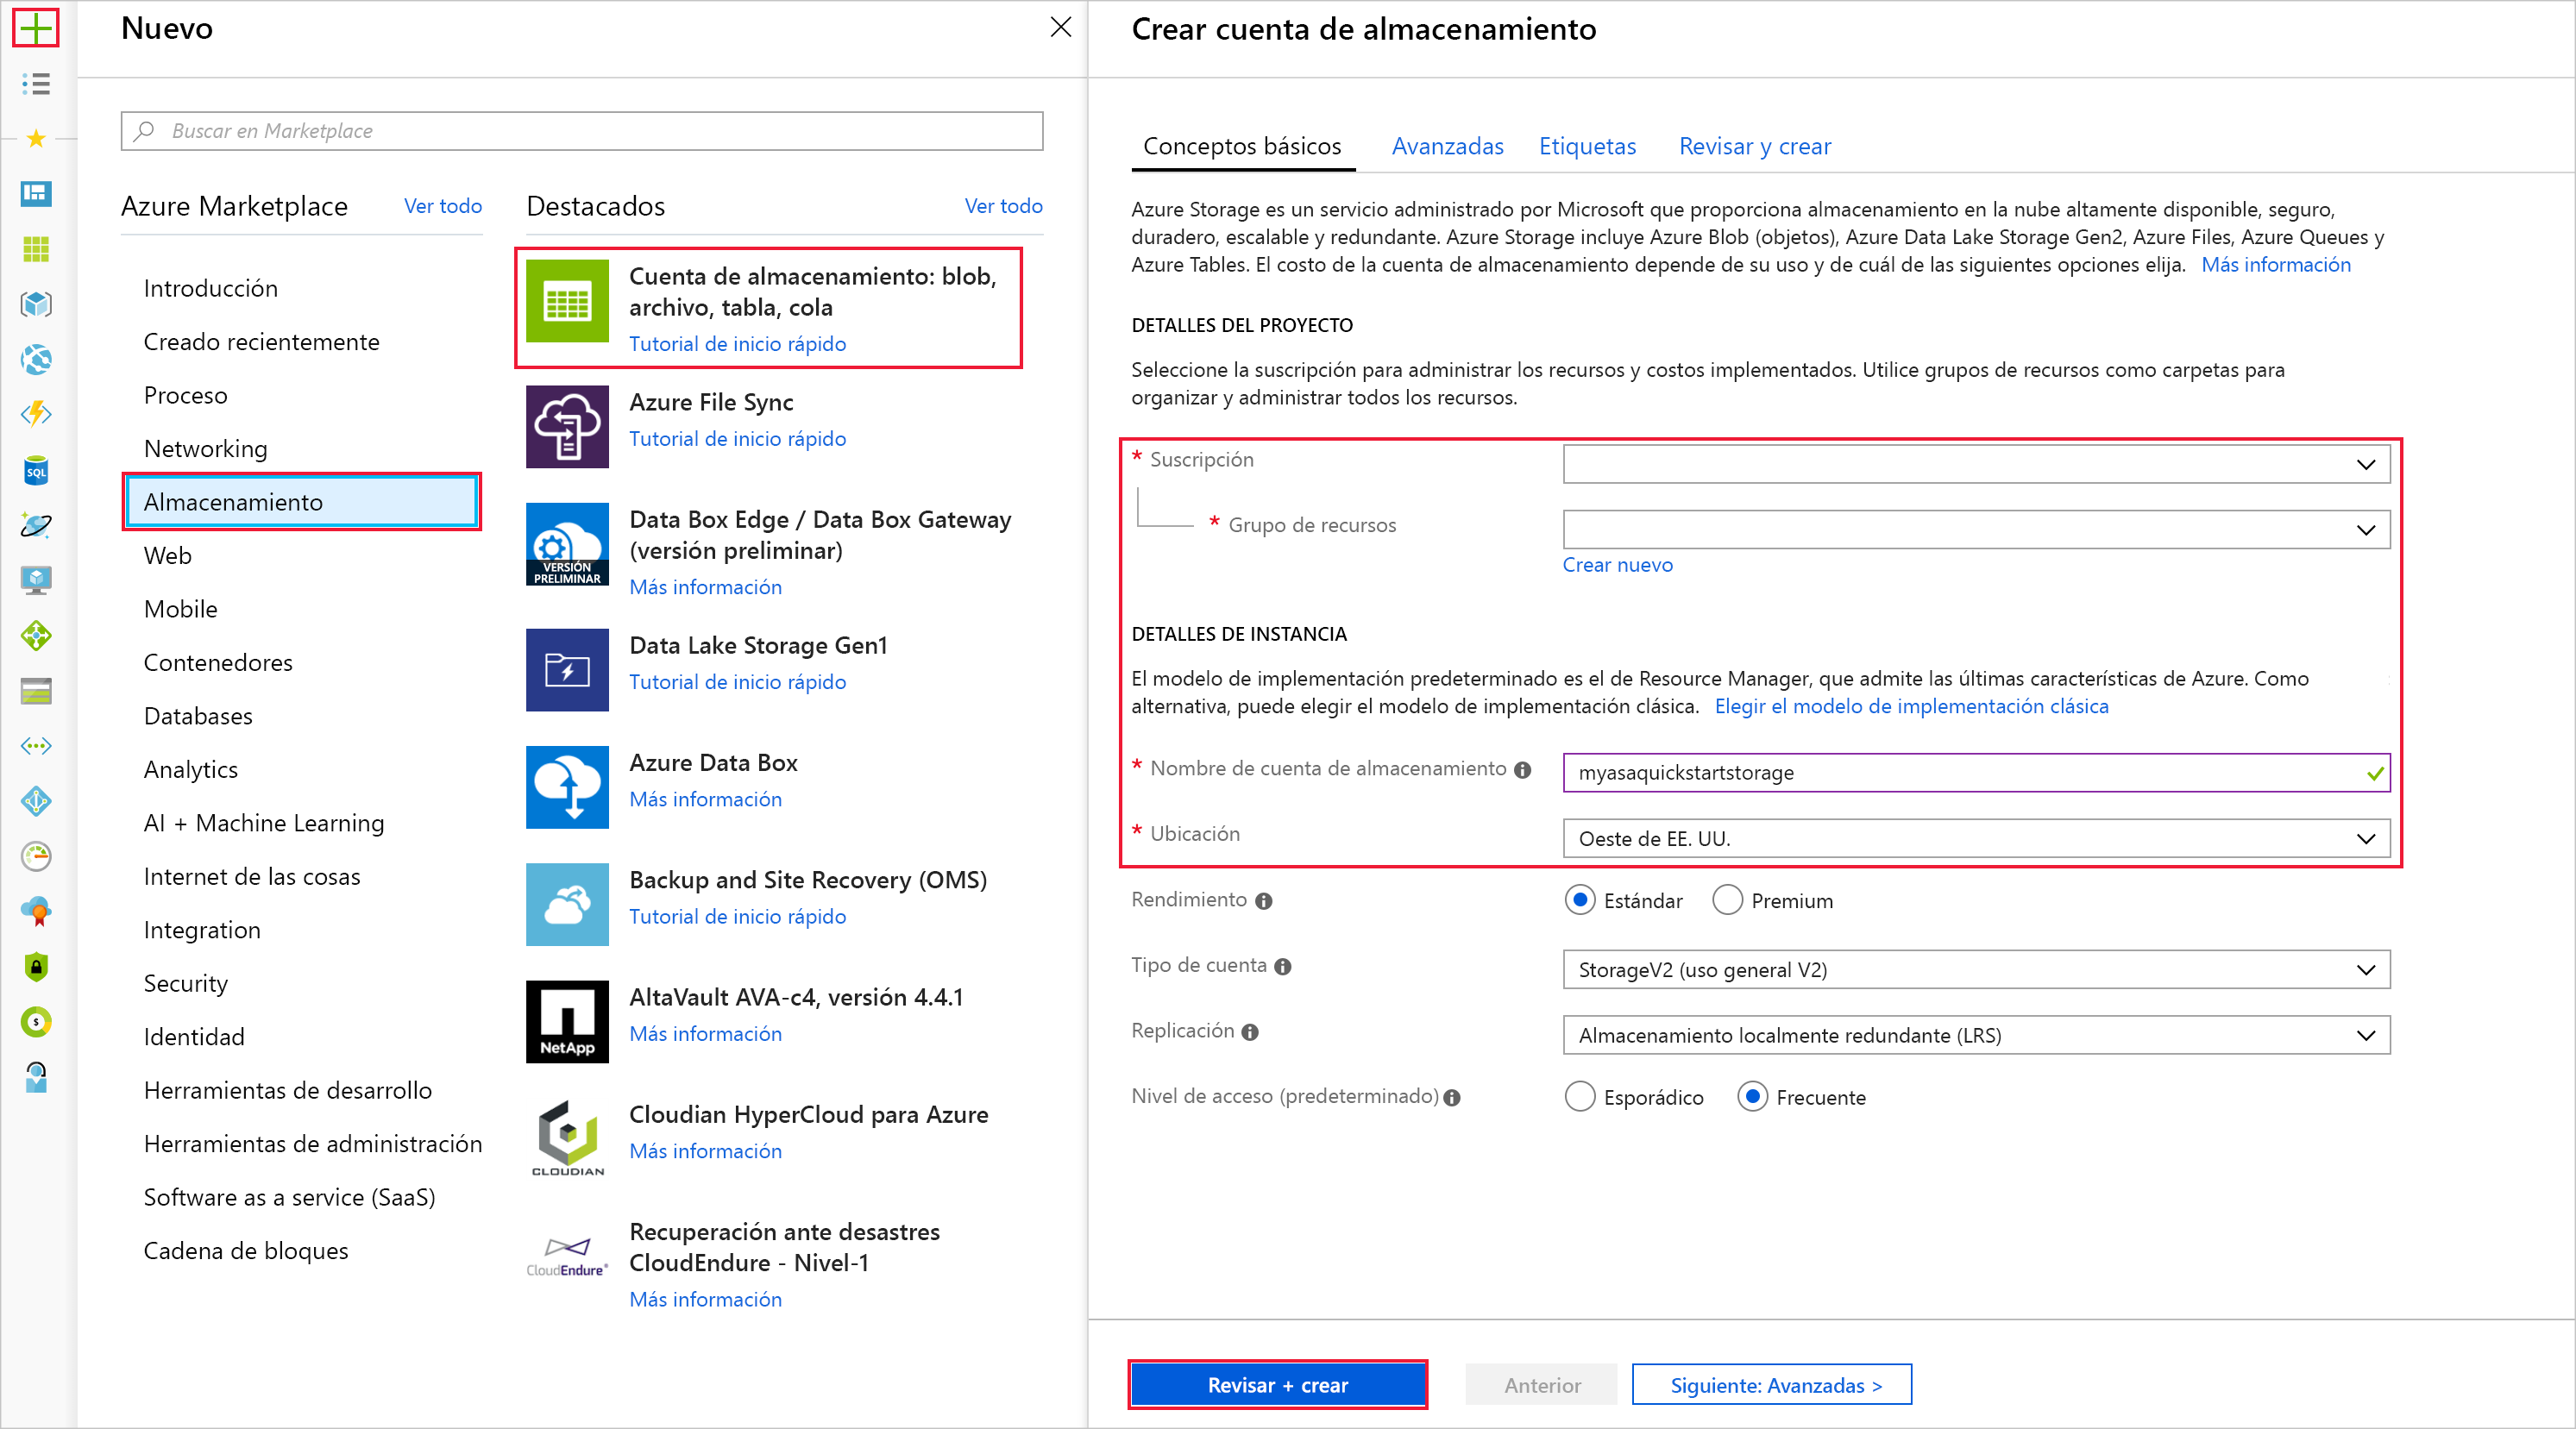 Nuevo
Buscar en Marketplace
Azure Marketplace
Ver todo
Introducción
Creado recientemente
Proceso
Networking
Almacenamiento
Web
Mobile
Contenedores
Databases
Analytics
AI + Machine Learning
Internet de las cosas
Integration
Security
Identidad
Herramientas de desarrollo
Herramientas de administración
Software as a service (SaaS)
Cadena de bloques
SQL
$
Destacados
Ver todo
Cuenta de almacenamiento: blob,
archivo, tabla, cola
Tutorial de inicio rápido
Azure File Sync
Tutorial de inicio rápido
VERSIÓN
PRELIMINAR
Data Box Edge / Data Box Gateway
(versión preliminar)
Más información
Data Lake Storage Gen1
Tutorial de inicio rápido
Azure Data Box
Más información
Backup and Site Recovery (OMS)
Tutorial de inicio rápido
NetApp
AltaVault AVA-c4, versión 4.4.1
Más información
CLOUDIAN
Cloudian HyperCloud para Azure
Más información
CloudEndure®
Recuperación ante desastres
CloudEndure - Nivel-1
Más información
Crear cuenta de almacenamiento
Conceptos básicos
Avanzadas
Etiquetas
Revisar y crear
Azure Storage es un servicio administrado por Microsoft que proporciona almacenamiento en la nube altamente disponible, seguro,
duradero, escalable y redundante. Azure Storage incluye Azure Blob (objetos), Azure Data Lake Storage Gen2, Azure Files, Azure Queues y
Azure Tables. El costo de la cuenta de almacenamiento depende de su uso y de cuál de las siguientes opciones elija. Más información
DETALLES DEL PROYECTO
Seleccione la suscripción para administrar los recursos y costos implementados. Utilice grupos de recursos como carpetas para
organizar y administrar todos los recursos.
* Suscripción
* Grupo de recursos
Crear nuevo
DETALLES DE INSTANCIA
El modelo de implementación predeterminado es el de Resource Manager, que admite las últimas características de Azure. Como
alternativa, puede elegir el modelo de implementación clásica. Elegir el modelo de implementación clásica
* Nombre de cuenta de almacenamiento
myasaquickstartstorage
* Ubicación
Oeste de EE. UU.
Rendimiento
Estándar
Premium
Tipo de cuenta
StorageV2 (uso general V2)
Replicación
Almacenamiento localmente redundante (LRS)
Nivel de acceso (predeterminado)
Esporádico
Frecuente
Revisar + crear
Anterior
Siguiente: Avanzadas >